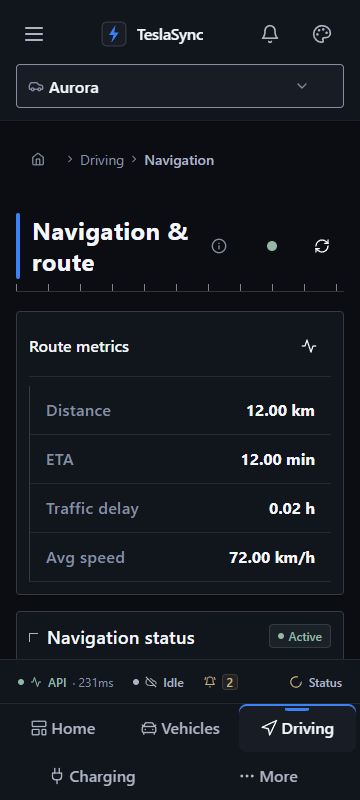 TeslaSync
Aurora
Driving
Navigation
Navigation &
route
Route metrics
Distance
12.00 km
ETA
12.00 min
Traffic delay
0.02 h
Avg speed
72.00 km/h
Navigation status
Active
API · 231ms
Idle
2
Status
Home
Vehicles
Driving
Charging
More